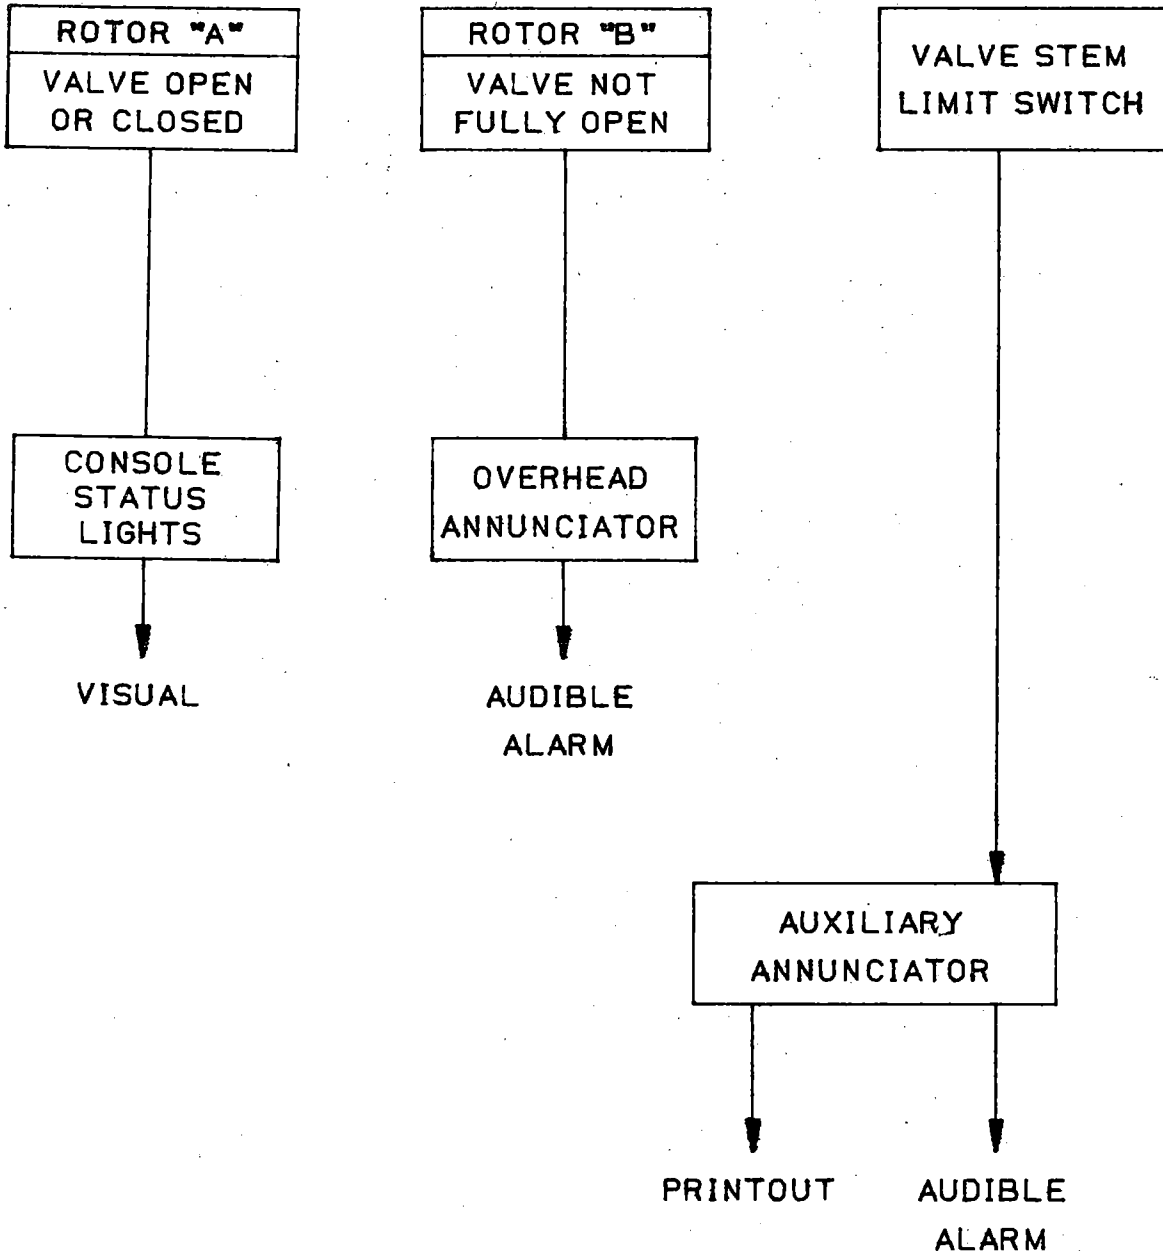 ROTOR "A"
VALVE OPEN
OR CLOSED
ROTOR "B"
VALVE NOT
FULLY OPEN
VALVE STEM
LIMIT SWITCH
CONSOLE
STATUS
LIGHTS
OVERHEAD
ANNUNCIATOR
VISUAL
AUDIBLE
ALARM
AUXILIARY
ANNUNCIATOR
PRINTOUT
AUDIBLE
ALARM